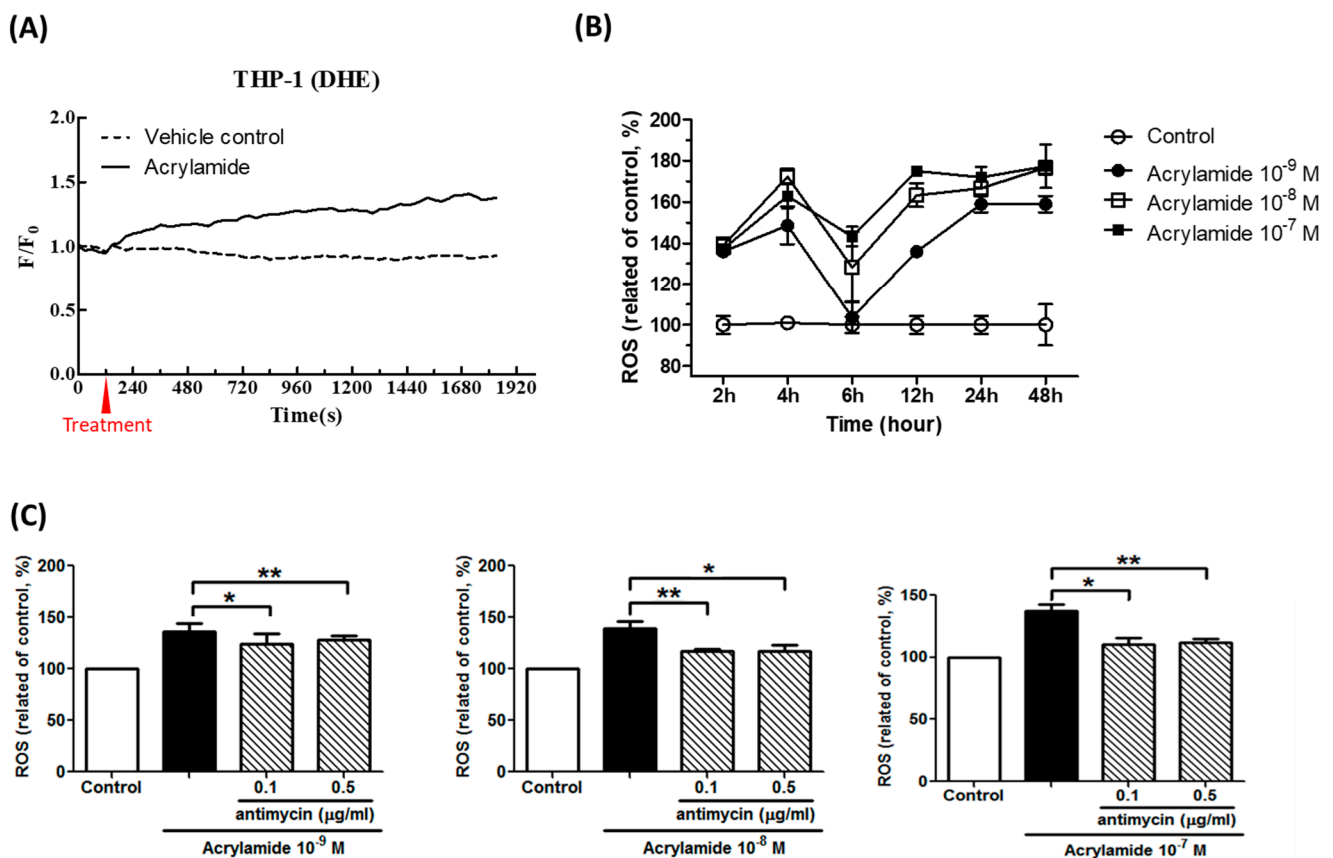 (A)
THP-1 (DHE)
2.0
1.5
1.0
0.5
0.0
F/F0
Vehicle control
Acrylamide
0 240 480 720 960 1200 1440 1680 1920
Time(s)
Treatment
(B)
200
180
160
140
120
100
80
ROS (related of control, %)
2h 4h 6h 12h 24h 48h
Time (hour)
Control
Acrylamide 10-9 M
Acrylamide 10-8 M
Acrylamide 10-7 M
(C)
200
150
100
50
0
ROS (related of control, %)
**
*
Control 0.1 0.5
antimycin (μg/ml)
Acrylamide 10-9 M
200
150
100
50
0
ROS (related of control, %)
*
**
Control 0.1 0.5
antimycin (μg/ml)
Acrylamide 10-8 M
150
100
50
0
ROS (related of control, %)
**
*
Control 0.1 0.5
antimycin (μg/ml)
Acrylamide 10-7 M